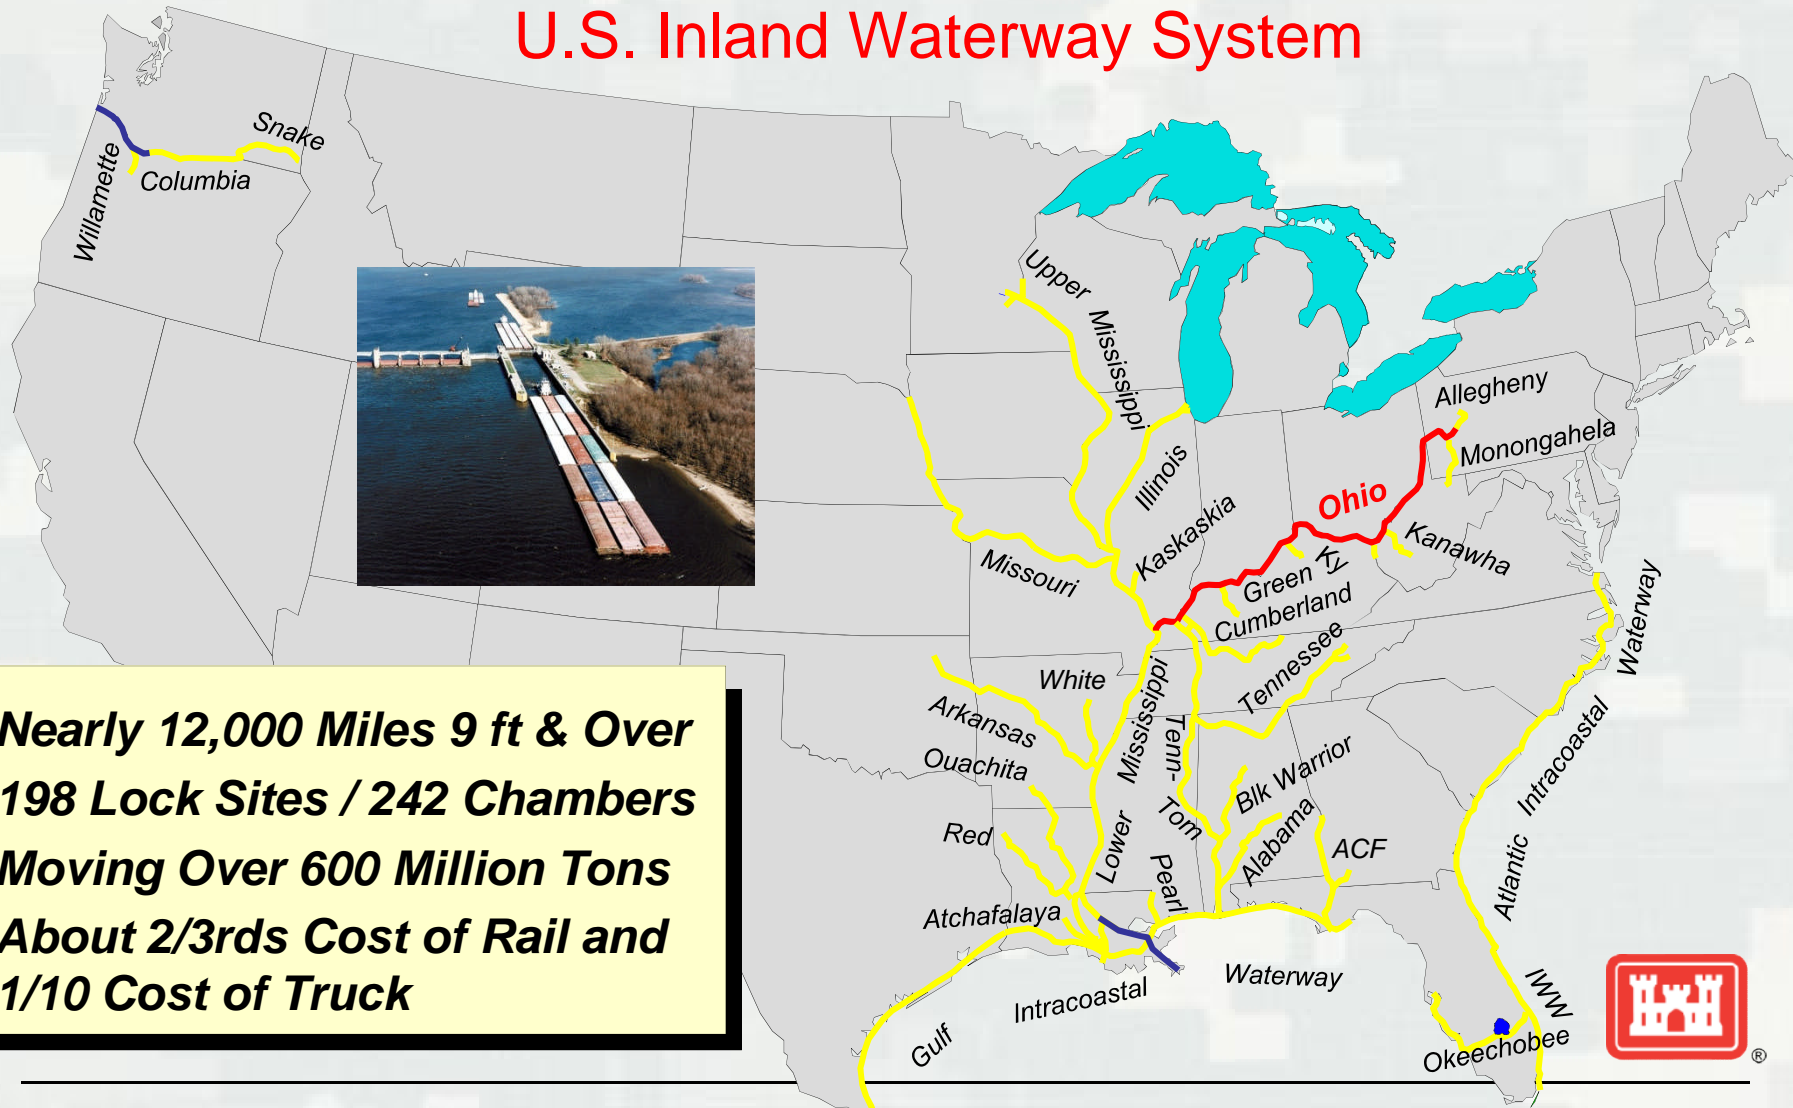 U.S. Inland Waterway System
Snake
Columbia
Willamette
Upper
Mississippi
Illinois
Kaskaskia
Missouri
Allegheny
Monongahela
Ohio
Kanawha
KY
Green
Cumberland
Tennessee
White
Arkansas
Ouachita
Red
Atchafalaya
Lower
Mississippi
Tenn-
Tom
Blk Warrior
Alabama
Pearl
ACF
Gulf
Intracoastal
Waterway
Atlantic
Intracoastal
Waterway
Okeechobee
IWW
Nearly 12,000 Miles 9 ft & Over
198 Lock Sites / 242 Chambers
Moving Over 600 Million Tons
About 2/3rds Cost of Rail and
1/10 Cost of Truck
®